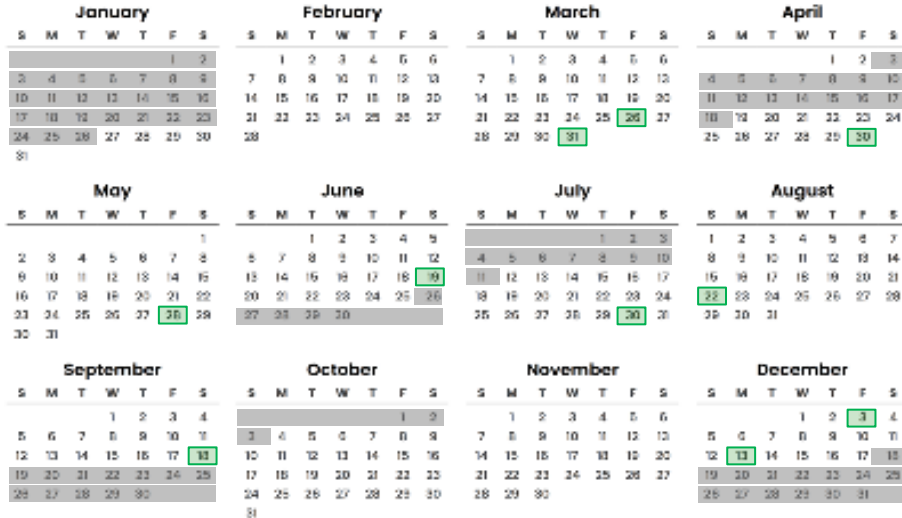 January
S M T W T F S
1 2
3 4 5 6 7 8 9
10 11 12 13 14 15 16
17 18 19 20 21 22 23
24 25 26 27 28 29 30
31
February
S M T W T F S
1 2 3 4 5 6
7 8 9 10 11 12 13
14 15 16 17 18 19 20
21 22 23 24 25 26 27
28
March
S M T W T F S
1 2 3 4 5 6
7 8 9 10 11 12 13
14 15 16 17 18 19 20
21 22 23 24 25 26 27
28 29 30 31
April
S M T W T F S
1 2 3
4 5 6 7 8 9 10
11 12 13 14 15 16 17
18 19 20 21 22 23 24
25 26 27 28 29 30
May
S M T W T F S
1
2 3 4 5 6 7 8
9 10 11 12 13 14 15
16 17 18 19 20 21 22
23 24 25 26 27 28 29
30 31
June
S M T W T F S
1 2 3 4 5
6 7 8 9 10 11 12
13 14 15 16 17 18 19
20 21 22 23 24 25 26
27 28 29 30
July
S M T W T F S
1 2 3
4 5 6 7 8 9 10
11 12 13 14 15 16 17
18 19 20 21 22 23 24
25 26 27 28 29 30 31
August
S M T W T F S
1 2 3 4 5 6 7
8 9 10 11 12 13 14
15 16 17 18 19 20 21
22 23 24 25 26 27 28
29 30 31
September
S M T W T F S
1 2 3 4
5 6 7 8 9 10 11
12 13 14 15 16 17 18
19 20 21 22 23 24 25
26 27 28 29 30
October
S M T W T F S
1 2
3 4 5 6 7 8 9
10 11 12 13 14 15 16
17 18 19 20 21 22 23
24 25 26 27 28 29 30
31
November
S M T W T F S
1 2 3 4 5 6
7 8 9 10 11 12 13
14 15 16 17 18 19 20
21 22 23 24 25 26 27
28 29 30
December
S M T W T F S
1 2 3 4
5 6 7 8 9 10 11
12 13 14 15 16 17 18
19 20 21 22 23 24 25
26 27 28 29 30 31